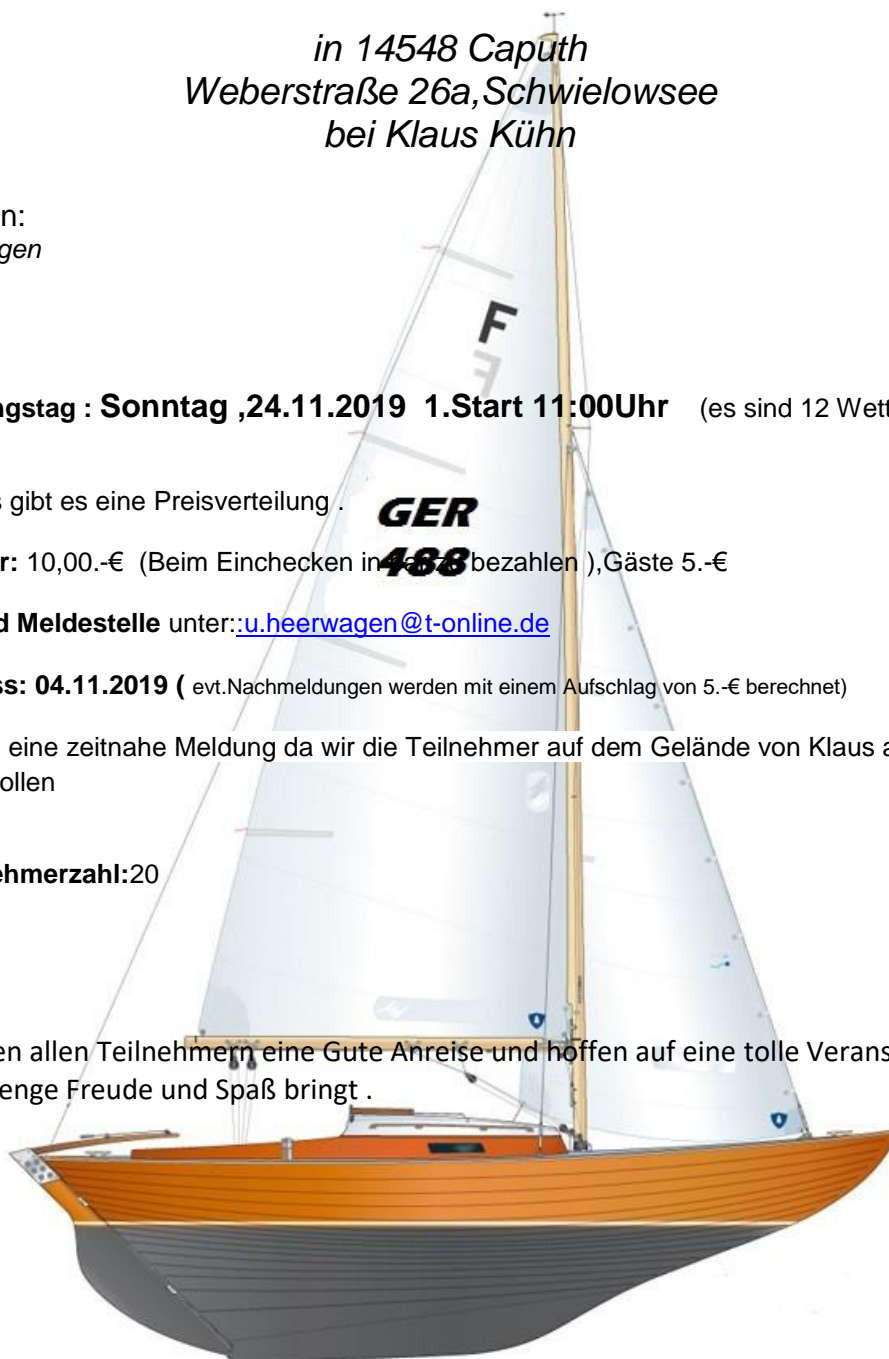 in 14548 Caputh
Weberstraße 26a,Schwielowsee
bei Klaus Kühn
n:
gen
F
ngstag : Sonntag ,24.11.2019 1.Start 11:00Uhr (es sind 12 Wett
s gibt es eine Preisverteilung .
GER
r: 10,00.-€ (Beim Einchecken in bezahlen ),Gäste 5.-€
488
d Meldestelle unter::u.heerwagen@t-online.de
ss: 04.11.2019 ( evt.Nachmeldungen werden mit einem Aufschlag von 5.-€ berechnet)
eine zeitnahe Meldung da wir die Teilnehmer auf dem Gelände von Klaus a
ollen
ehmerzahl:20
en allen Teilnehmern eine Gute Anreise und hoffen auf eine tolle Verans
enge Freude und Spaß bringt .